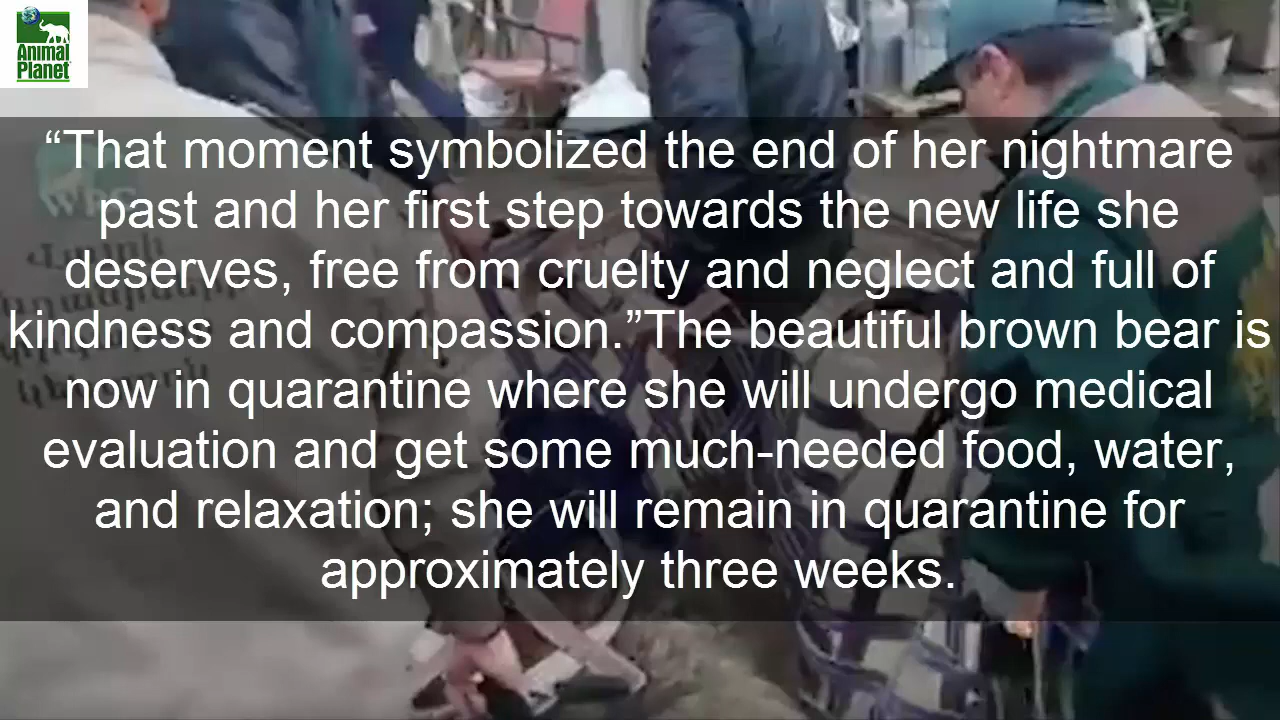 Animal
Planet
“That moment symbolized the end of her nightmare
past and her first step towards the new life she
deserves, free from cruelty and neglect and full of
kindness and compassion.”The beautiful brown bear is
now in quarantine where she will undergo medical
evaluation and get some much-needed food, water,
and relaxation; she will remain in quarantine for
approximately three weeks.